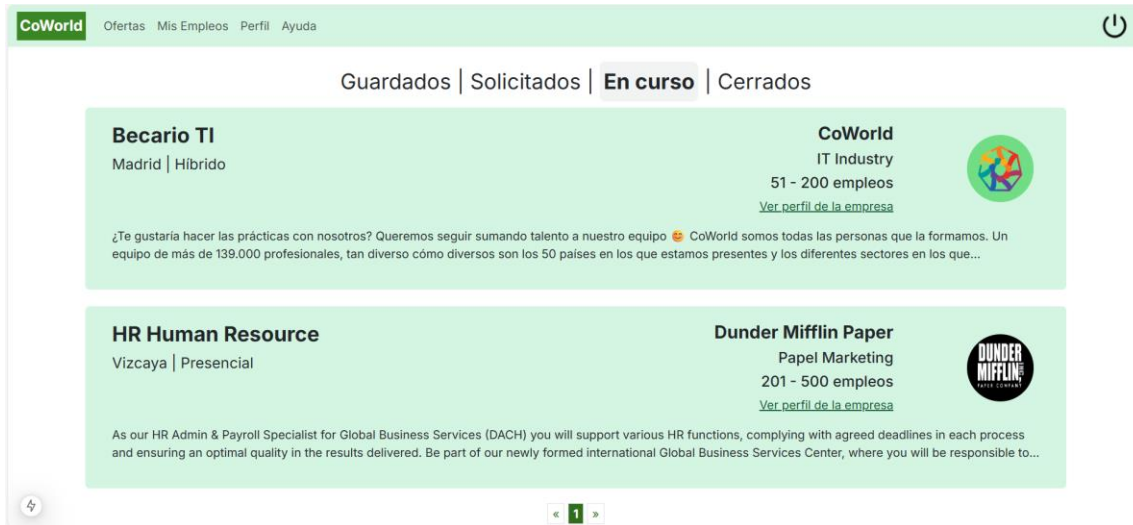 CoWorld Ofertas Mis Empleos Perfil Ayuda
Guardados | Solicitados | En curso | Cerrados
Becario TI
Madrid | Híbrido
CoWorld
IT Industry
51 - 200 empleos
Ver perfil de la empresa
¿Te gustaría hacer las prácticas con nosotros? Queremos seguir sumando talento a nuestro equipo 😊 CoWorld somos todas las personas que la formamos. Un
equipo de más de 139.000 profesionales, tan diverso cómo diversos son los 50 países en los que estamos presentes y los diferentes sectores en los que...
HR Human Resource
Vizcaya | Presencial
Dunder Mifflin Paper
Papel Marketing
201 - 500 empleos
Ver perfil de la empresa
DUNDER
MIFFLIN
PAPER COMPANY
As our HR Admin & Payroll Specialist for Global Business Services (DACH) you will support various HR functions, complying with agreed deadlines in each process
and ensuring an optimal quality in the results delivered. Be part of our newly formed international Global Business Services Center, where you will be responsible to...
« 1 »